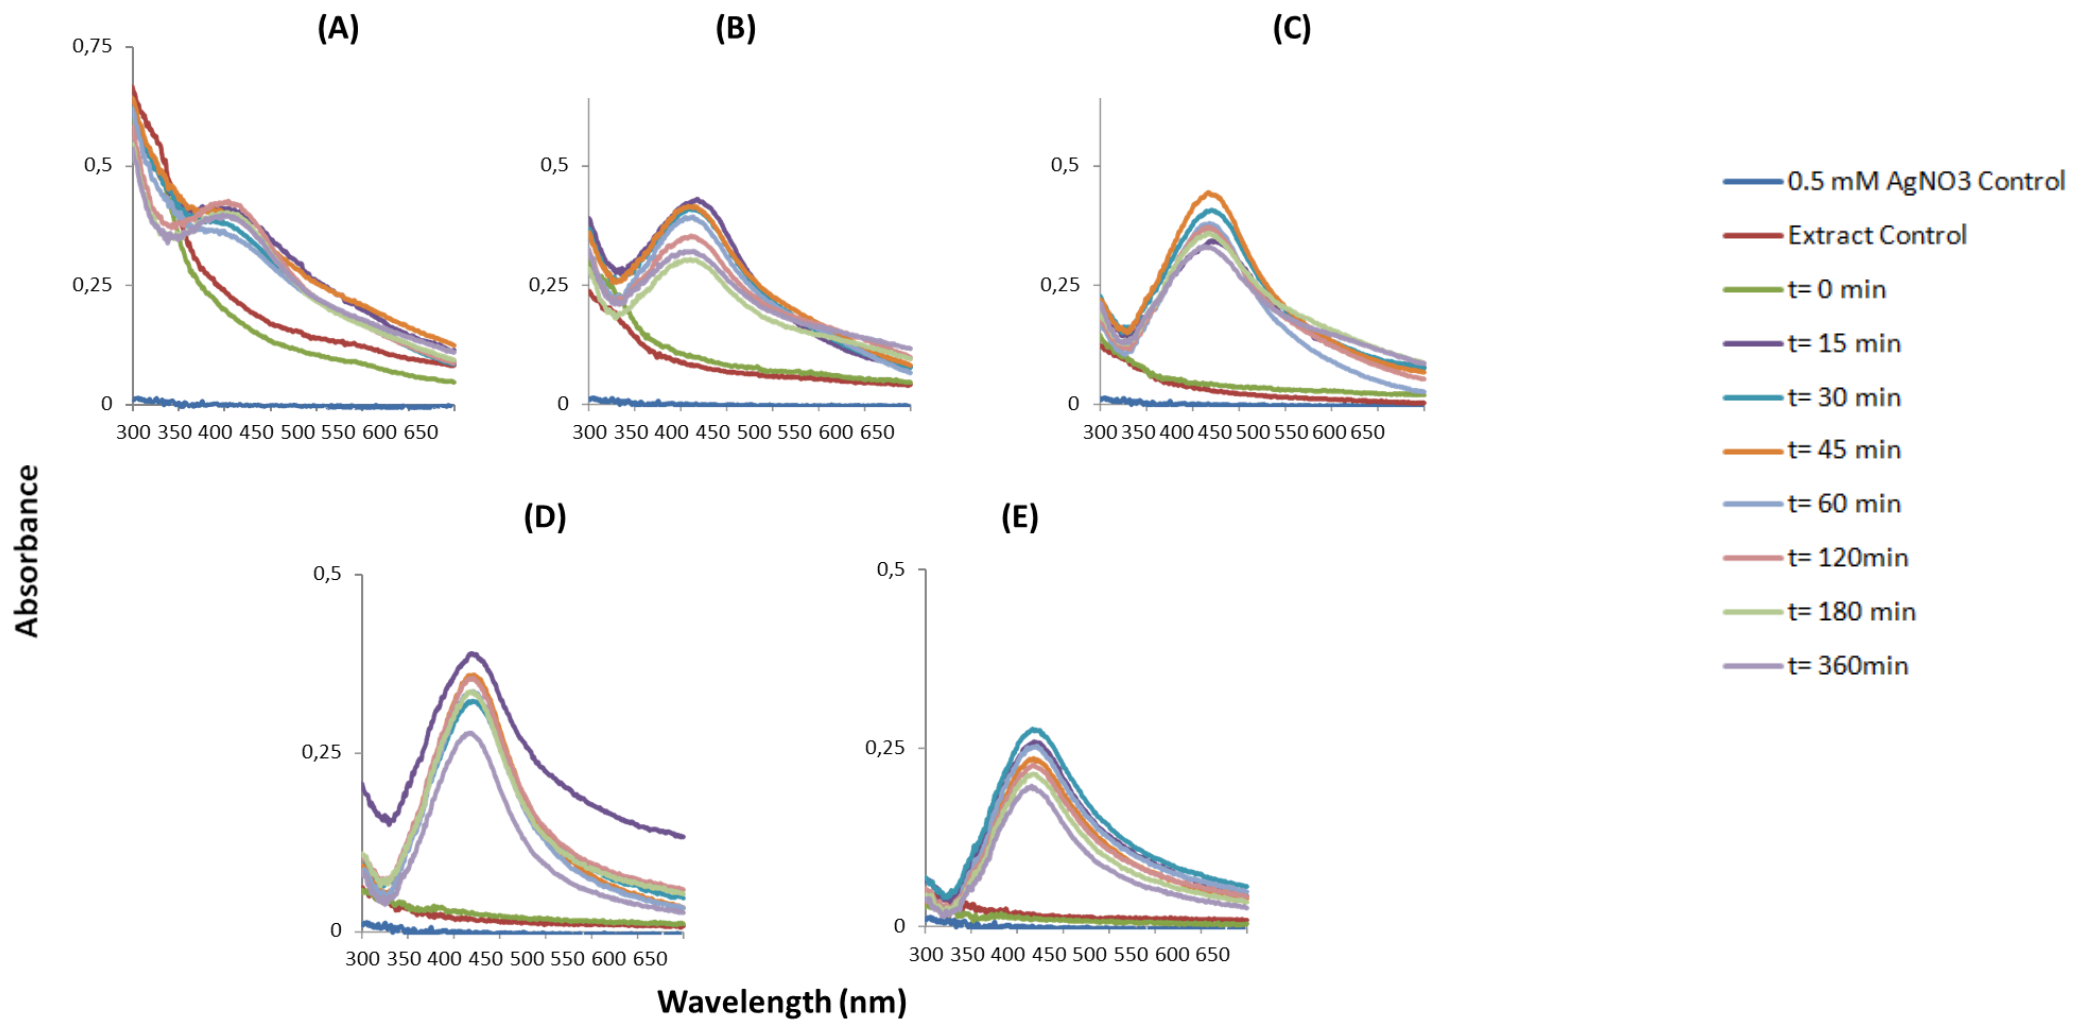 (A)
0,75
0,5
0,25
0
300 350 400 450 500 550 600 650
(B)
0,5
0,25
0
300 350 400 450 500 550 600 650
(C)
0,5
0,25
0
300 350 400 450 500 550 600 650
0.5 mM AgNO3 Control
Extract Control
t= 0 min
t= 15 min
t= 30 min
t= 45 min
t= 60 min
t= 120min
t= 180 min
t= 360min
Absorbance
(D)
0,5
0,25
0
300 350 400 450 500 550 600 650
(E)
0,5
0,25
0
300 350 400 450 500 550 600 650
Wavelength (nm)